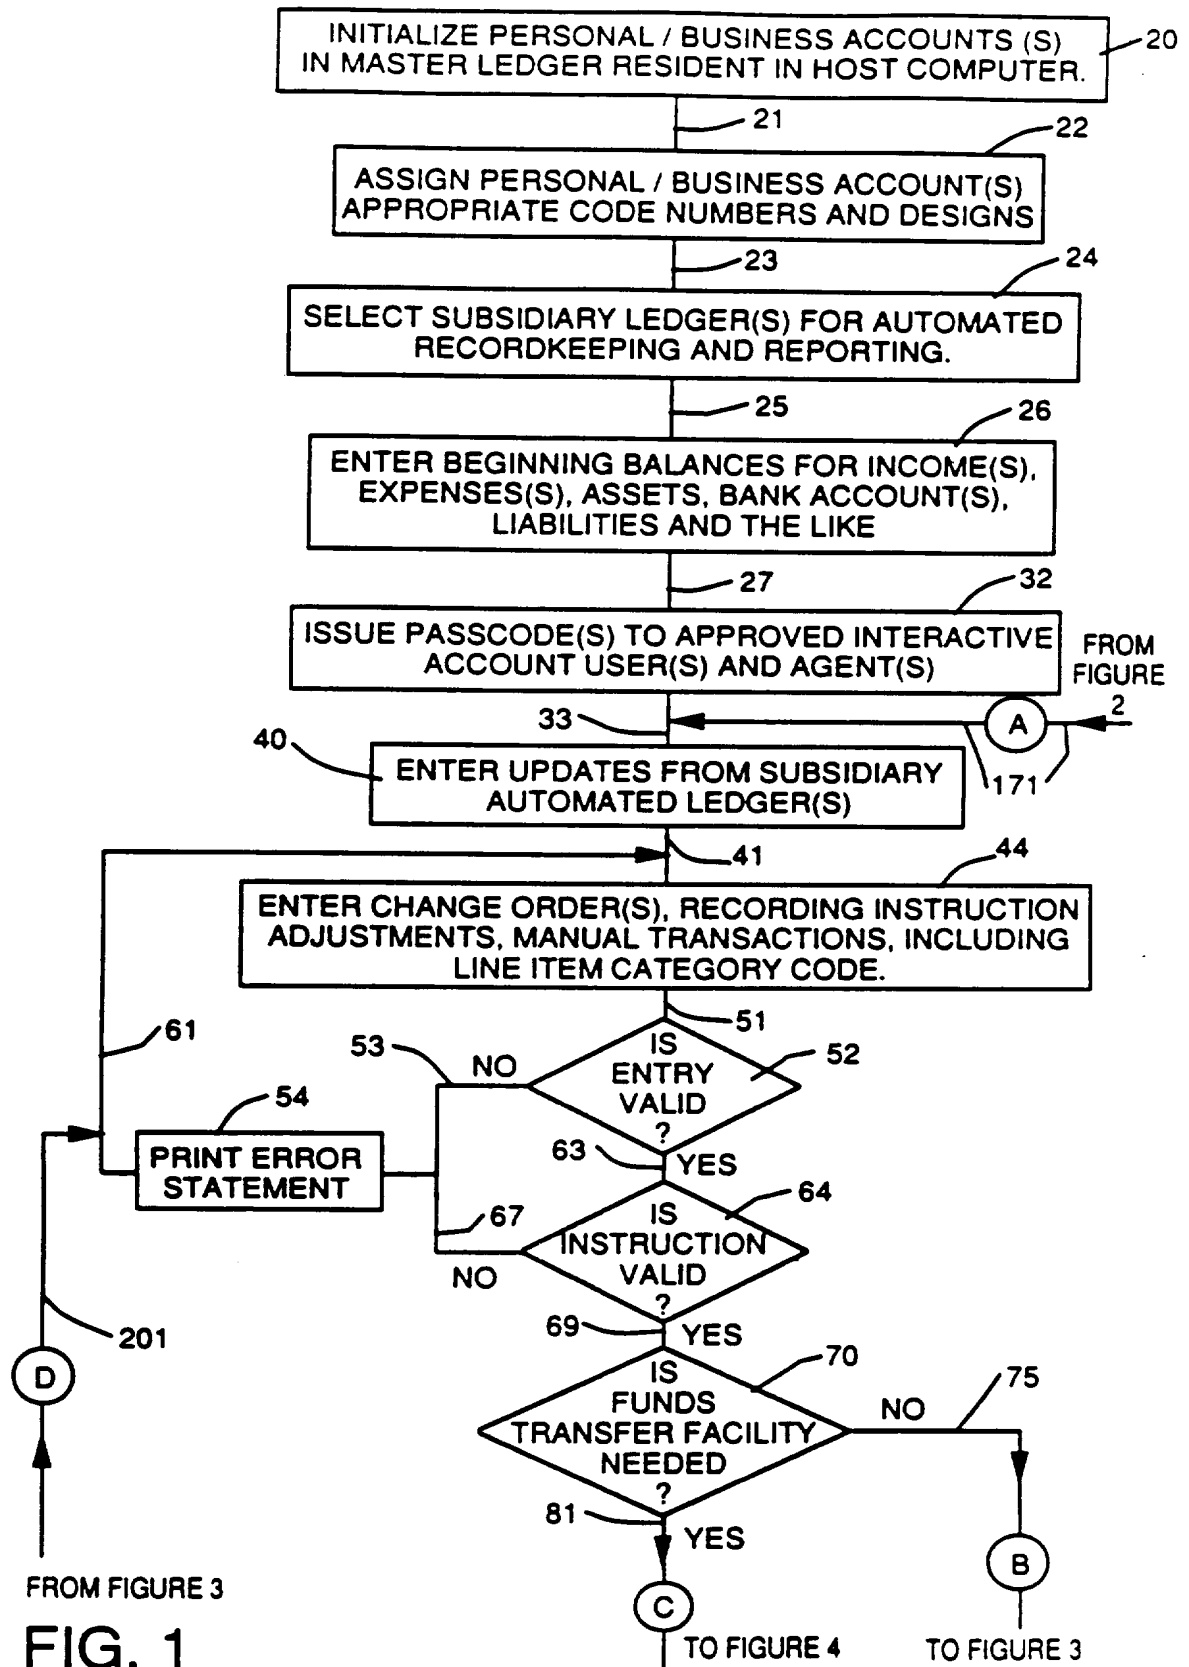 INITIALIZE PERSONAL / BUSINESS ACCOUNTS (S)
IN MASTER LEDGER RESIDENT IN HOST COMPUTER.
20
21
22
ASSIGN PERSONAL / BUSINESS ACCOUNT(S)
APPROPRIATE CODE NUMBERS AND DESIGNS
23
24
SELECT SUBSIDIARY LEDGER(S) FOR AUTOMATED
RECORDKEEPING AND REPORTING.
25
26
ENTER BEGINNING BALANCES FOR INCOME(S),
EXPENSES(S), ASSETS, BANK ACCOUNT(S),
LIABILITIES AND THE LIKE
27
32
ISSUE PASSCODE(S) TO APPROVED INTERACTIVE
ACCOUNT USER(S) AND AGENT(S)
FROM
FIGURE
2
A
171
33
40
ENTER UPDATES FROM SUBSIDIARY
AUTOMATED LEDGER(S)
41
44
ENTER CHANGE ORDER(S), RECORDING INSTRUCTION
ADJUSTMENTS, MANUAL TRANSACTIONS, INCLUDING
LINE ITEM CATEGORY CODE.
51
61
53
NO
IS
ENTRY
VALID
?
52
54
PRINT ERROR
STATEMENT
63
YES
64
67
NO
IS
INSTRUCTION
VALID
?
69
YES
201
D
70
IS
FUNDS
TRANSFER FACILITY
NEEDED
?
NO
75
81
YES
B
C
FROM FIGURE 3
TO FIGURE 4
TO FIGURE 3
FIG. 1